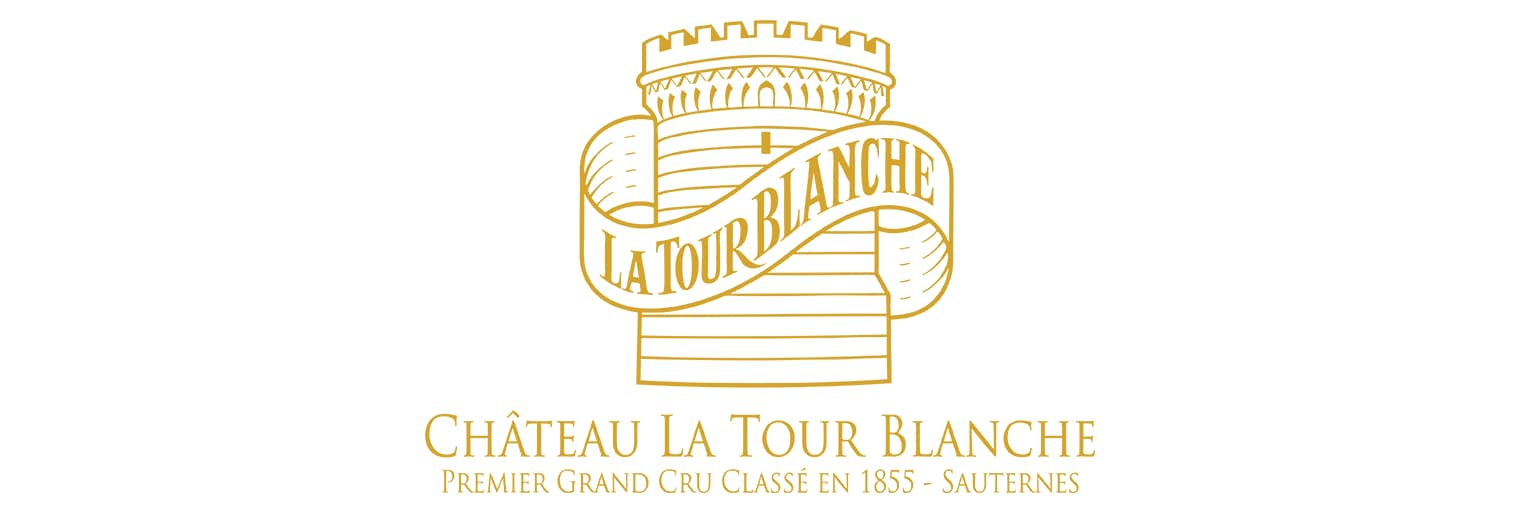 LA TOUR BLANCHE
CHÂTEAU LA TOUR BLANCHE
PREMIER GRAND CRU CLASSÉ EN 1855 - SAUTERNES